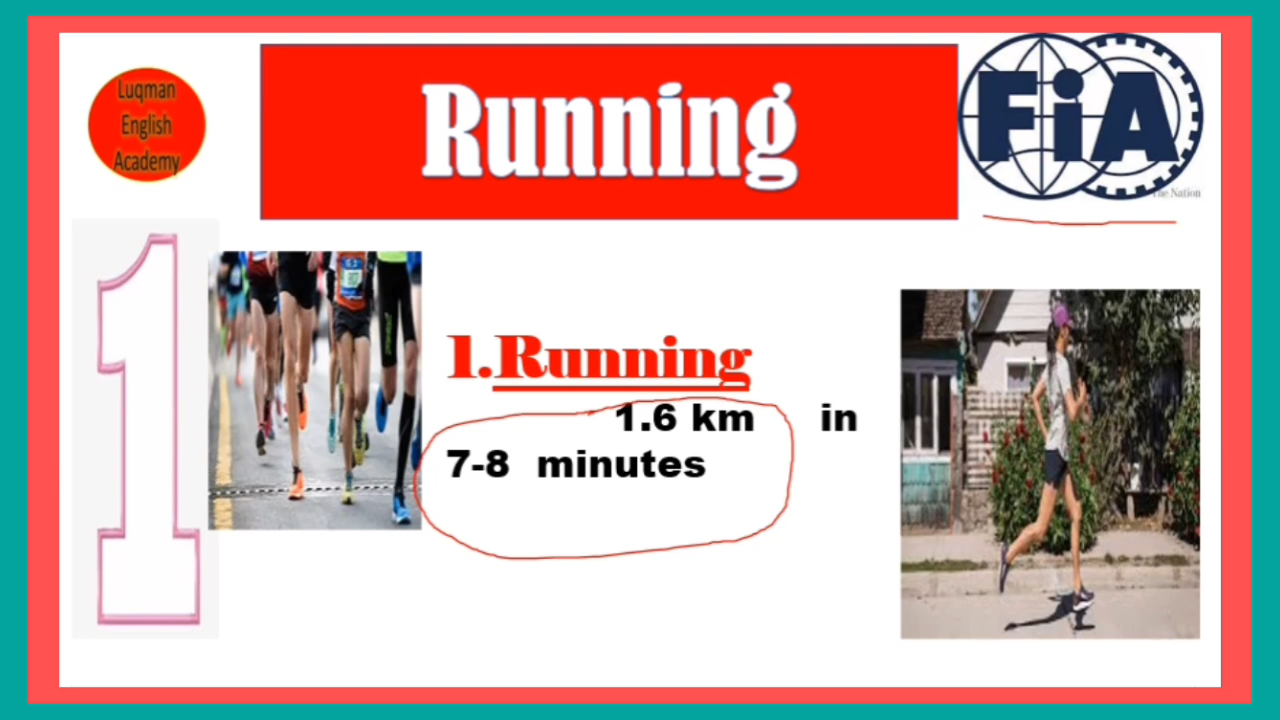 Luqman
English
Academy
Running
FiA
The Nation
1
1.Running
1.6 km in
7-8 minutes